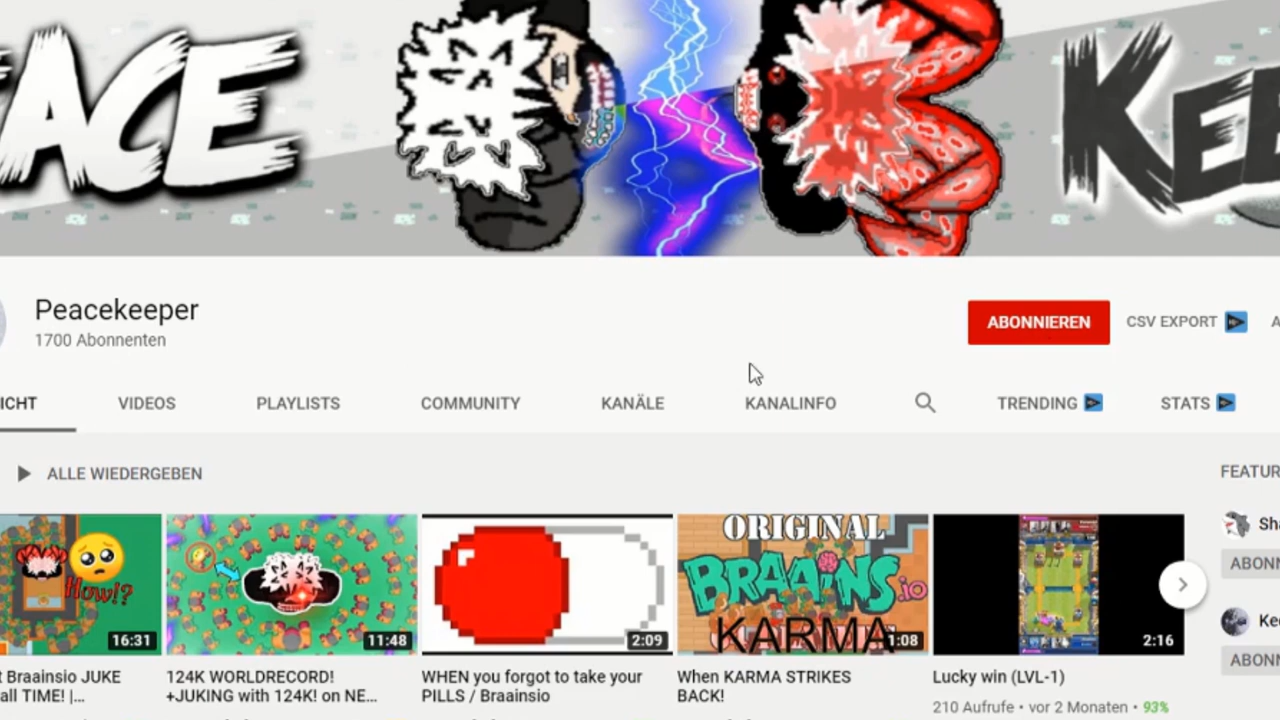 ACE
KEE
Peacekeeper
1700 Abonnenten
ABONNIEREN
CSV EXPORT
A
ICHT
VIDEOS
PLAYLISTS
COMMUNITY
KANÄLE
KANALINFO
TRENDING
STATS
ALLE WIEDERGEBEN
FEATUR
How!?
16:31
11:48
2:09
ORIGINAL
BRAAINS.io
KARMA
1:08
2:16
t Braainsio JUKE
all TIME! |...
124K WORLDRECORD!
+JUKING with 124K! on NE...
WHEN you forgot to take your
PILLS / Braainsio
When KARMA STRIKES
BACK!
Lucky win (LVL-1)
210 Aufrufe • vor 2 Monaten • 93%
Sha
ABONN
Kee
ABONN